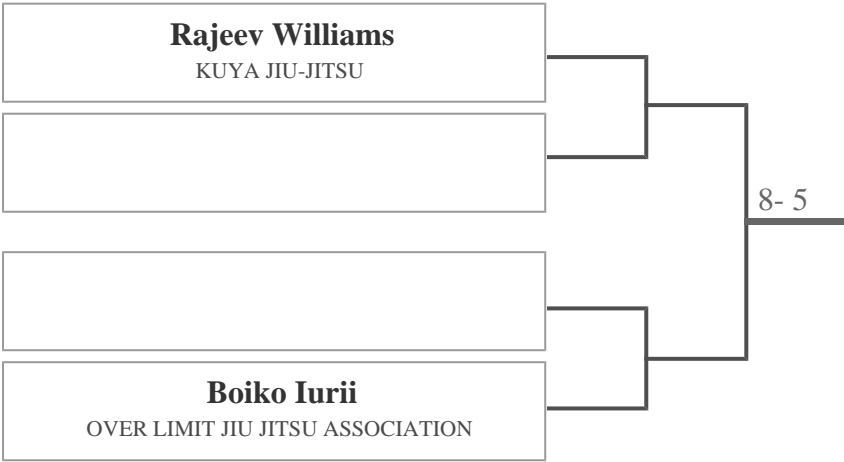 Rajeev Williams
KUYA JIU-JITSU
8- 5
Boiko Iurii
OVER LIMIT JIU JITSU ASSOCIATION